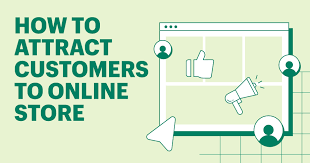 HOW TO
ATTRACT
CUSTOMERS
TO ONLINE
STORE